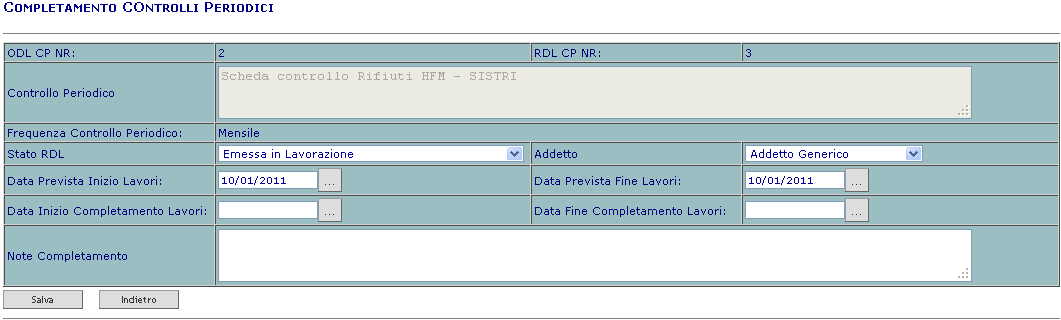 Completamento COntrolli Periodici
ODL CP NR: 2 RDL CP NR: 3
Controllo Periodico Scheda controllo Rifiuti HFM - SISTRI
Frequenza Controllo Periodico: Mensile
Stato RDL Emessa in Lavorazione Addetto Addetto Generico
Data Prevista Inizio Lavori: 10/01/2011 ... Data Prevista Fine Lavori: 10/01/2011 ...
Data Inizio Completamento Lavori: ... Data Fine Completamento Lavori: ...
Note Completamento
Salva Indietro